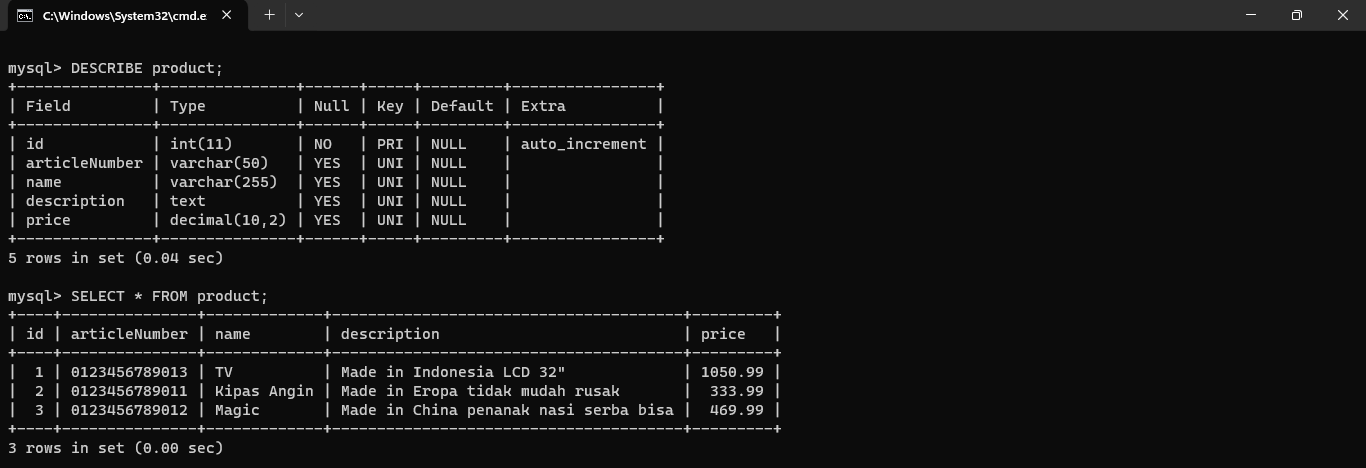 C:\Windows\System32\cmd.e
mysql> DESCRIBE product;
+---------------+---------------+------+-----+---------+----------------+
| Field         | Type          | Null | Key | Default | Extra          |
+---------------+---------------+------+-----+---------+----------------+
| id            | int(11)       | NO   | PRI | NULL    | auto_increment |
| articleNumber | varchar(50)   | YES  | UNI | NULL    |                |
| name          | varchar(255)  | YES  | UNI | NULL    |                |
| description   | text          | YES  | UNI | NULL    |                |
| price         | decimal(10,2) | YES  | UNI | NULL    |                |
+---------------+---------------+------+-----+---------+----------------+
5 rows in set (0.04 sec)
mysql> SELECT * FROM product;
+----+---------------+-------------+---------------------------------------+---------+
| id | articleNumber | name        | description                           | price   |
+----+---------------+-------------+---------------------------------------+---------+
|  1 | 0123456789013 | TV          | Made in Indonesia LCD 32"             | 1050.99 |
|  2 | 0123456789011 | Kipas Angin | Made in Eropa tidak mudah rusak       |  333.99 |
|  3 | 0123456789012 | Magic       | Made in China penanak nasi serba bisa |  469.99 |
+----+---------------+-------------+---------------------------------------+---------+
3 rows in set (0.00 sec)